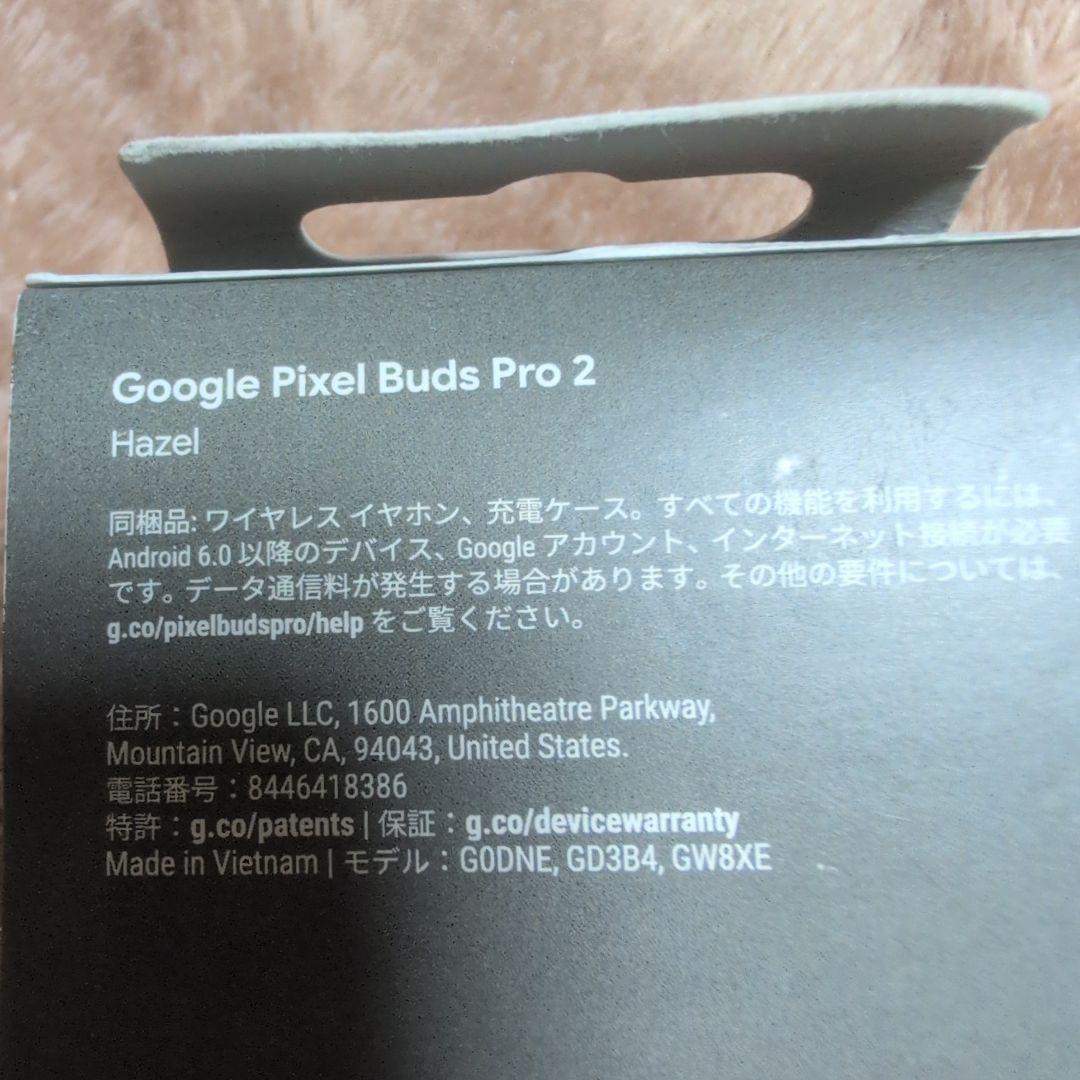 Google Pixel Buds Pro 2
Hazel
同梱品: ワイヤレス イヤホン、充電ケース。すべての機能を利用するには、
Android 6.0 以降のデバイス、Google アカウント、インターネット接続が必要
です。データ通信料が発生する場合があります。その他の要件については、
g.co/pixelbudspro/help をご覧ください。
住所：Google LLC, 1600 Amphitheatre Parkway,
Mountain View, CA, 94043, United States.
電話番号：8446418386
特許：g.co/patents | 保証：g.co/devicewarranty
Made in Vietnam | モデル：G0DNE, GD3B4, GW8XE